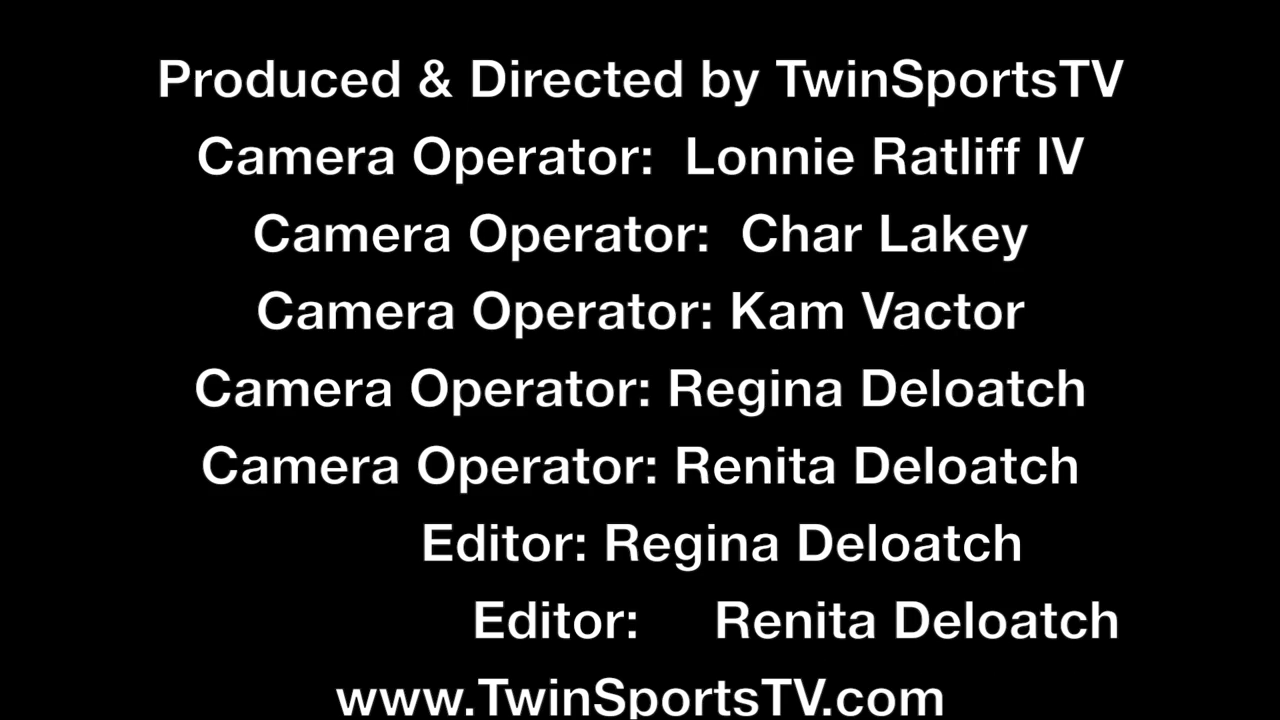 Produced & Directed by TwinSportsTV
Camera Operator:  Lonnie Ratliff IV
Camera Operator:  Char Lakey
Camera Operator: Kam Vactor
Camera Operator: Regina Deloatch
Camera Operator: Renita Deloatch
Editor: Regina Deloatch
Editor:     Renita Deloatch
www.TwinSportsTV.com